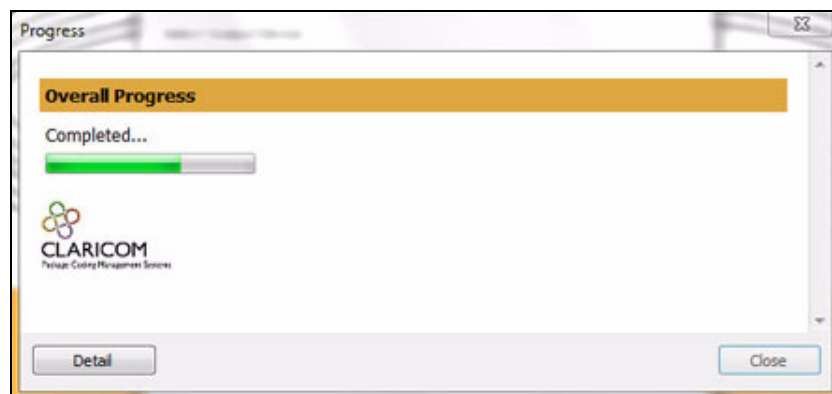 Progress
Overall Progress
Completed...
CLARICOM
Package Coding Management Systems
Detail
Close